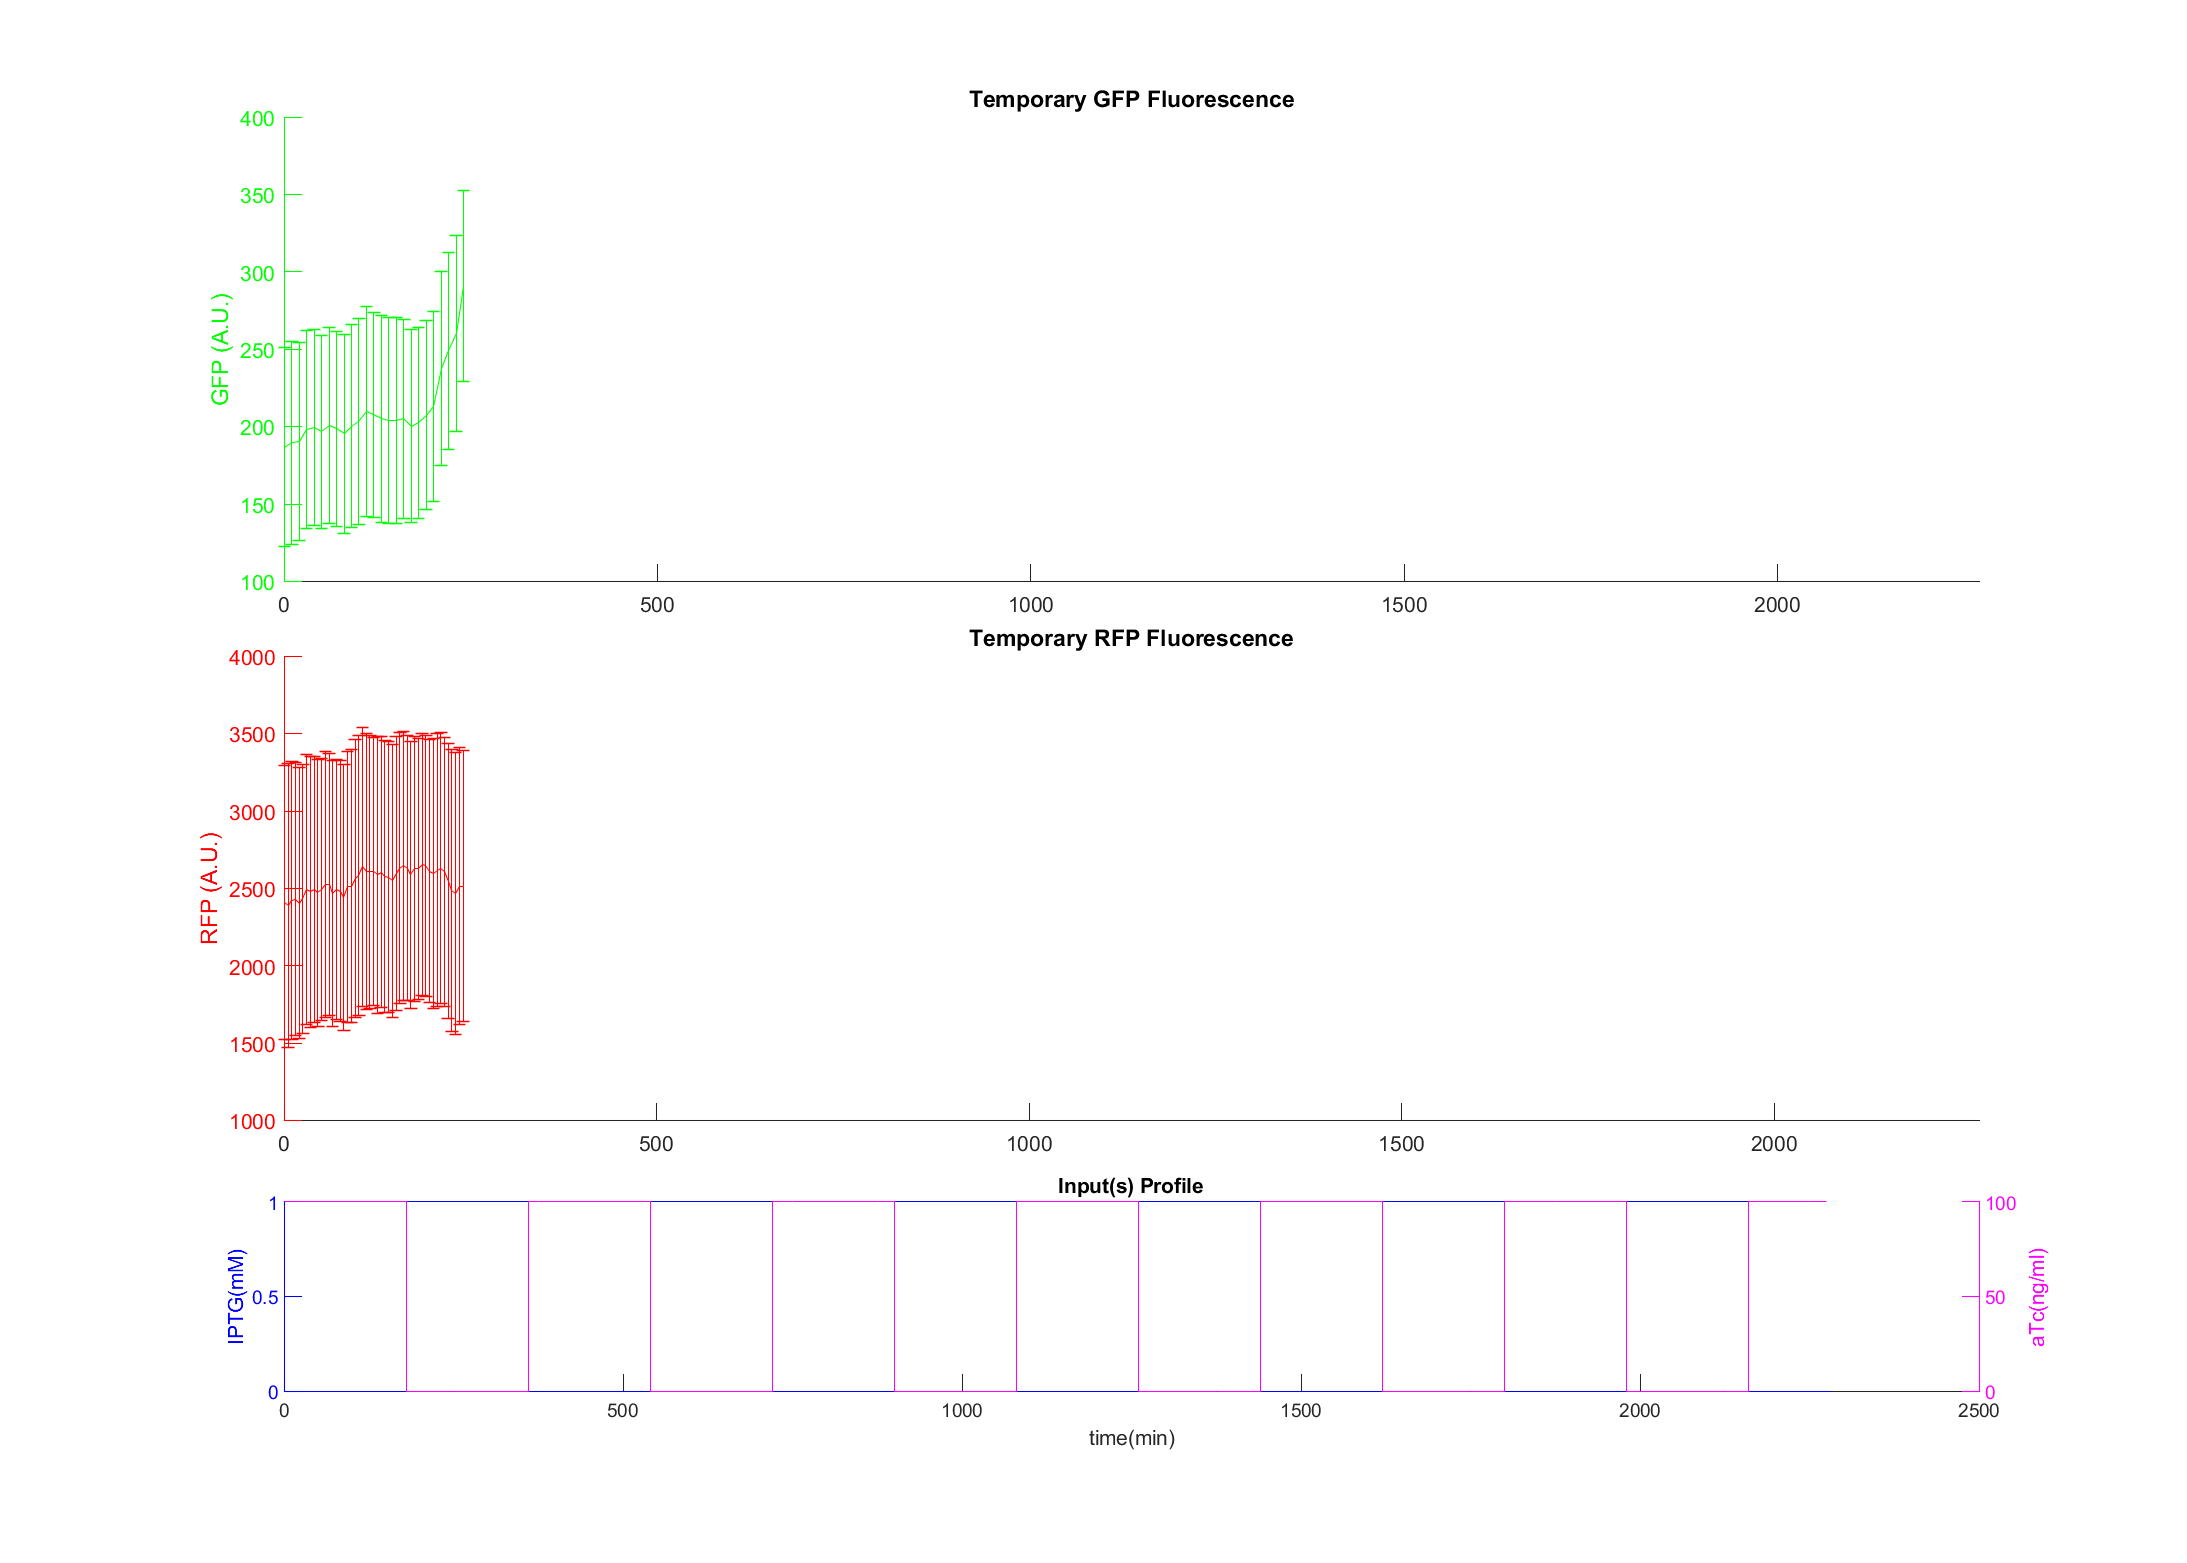 Temporary GFP Fluorescence
400
350
300
250
200
150
100
GFP (A.U.)
0 500 1000 1500 2000
Temporary RFP Fluorescence
4000
3500
3000
2500
2000
1500
1000
RFP (A.U.)
0 500 1000 1500 2000
Input(s) Profile
1
0.5
0
IPTG(mM)
100
50
0
aTc(ng/ml)
0 500 1000 1500 2000 2500
time(min)